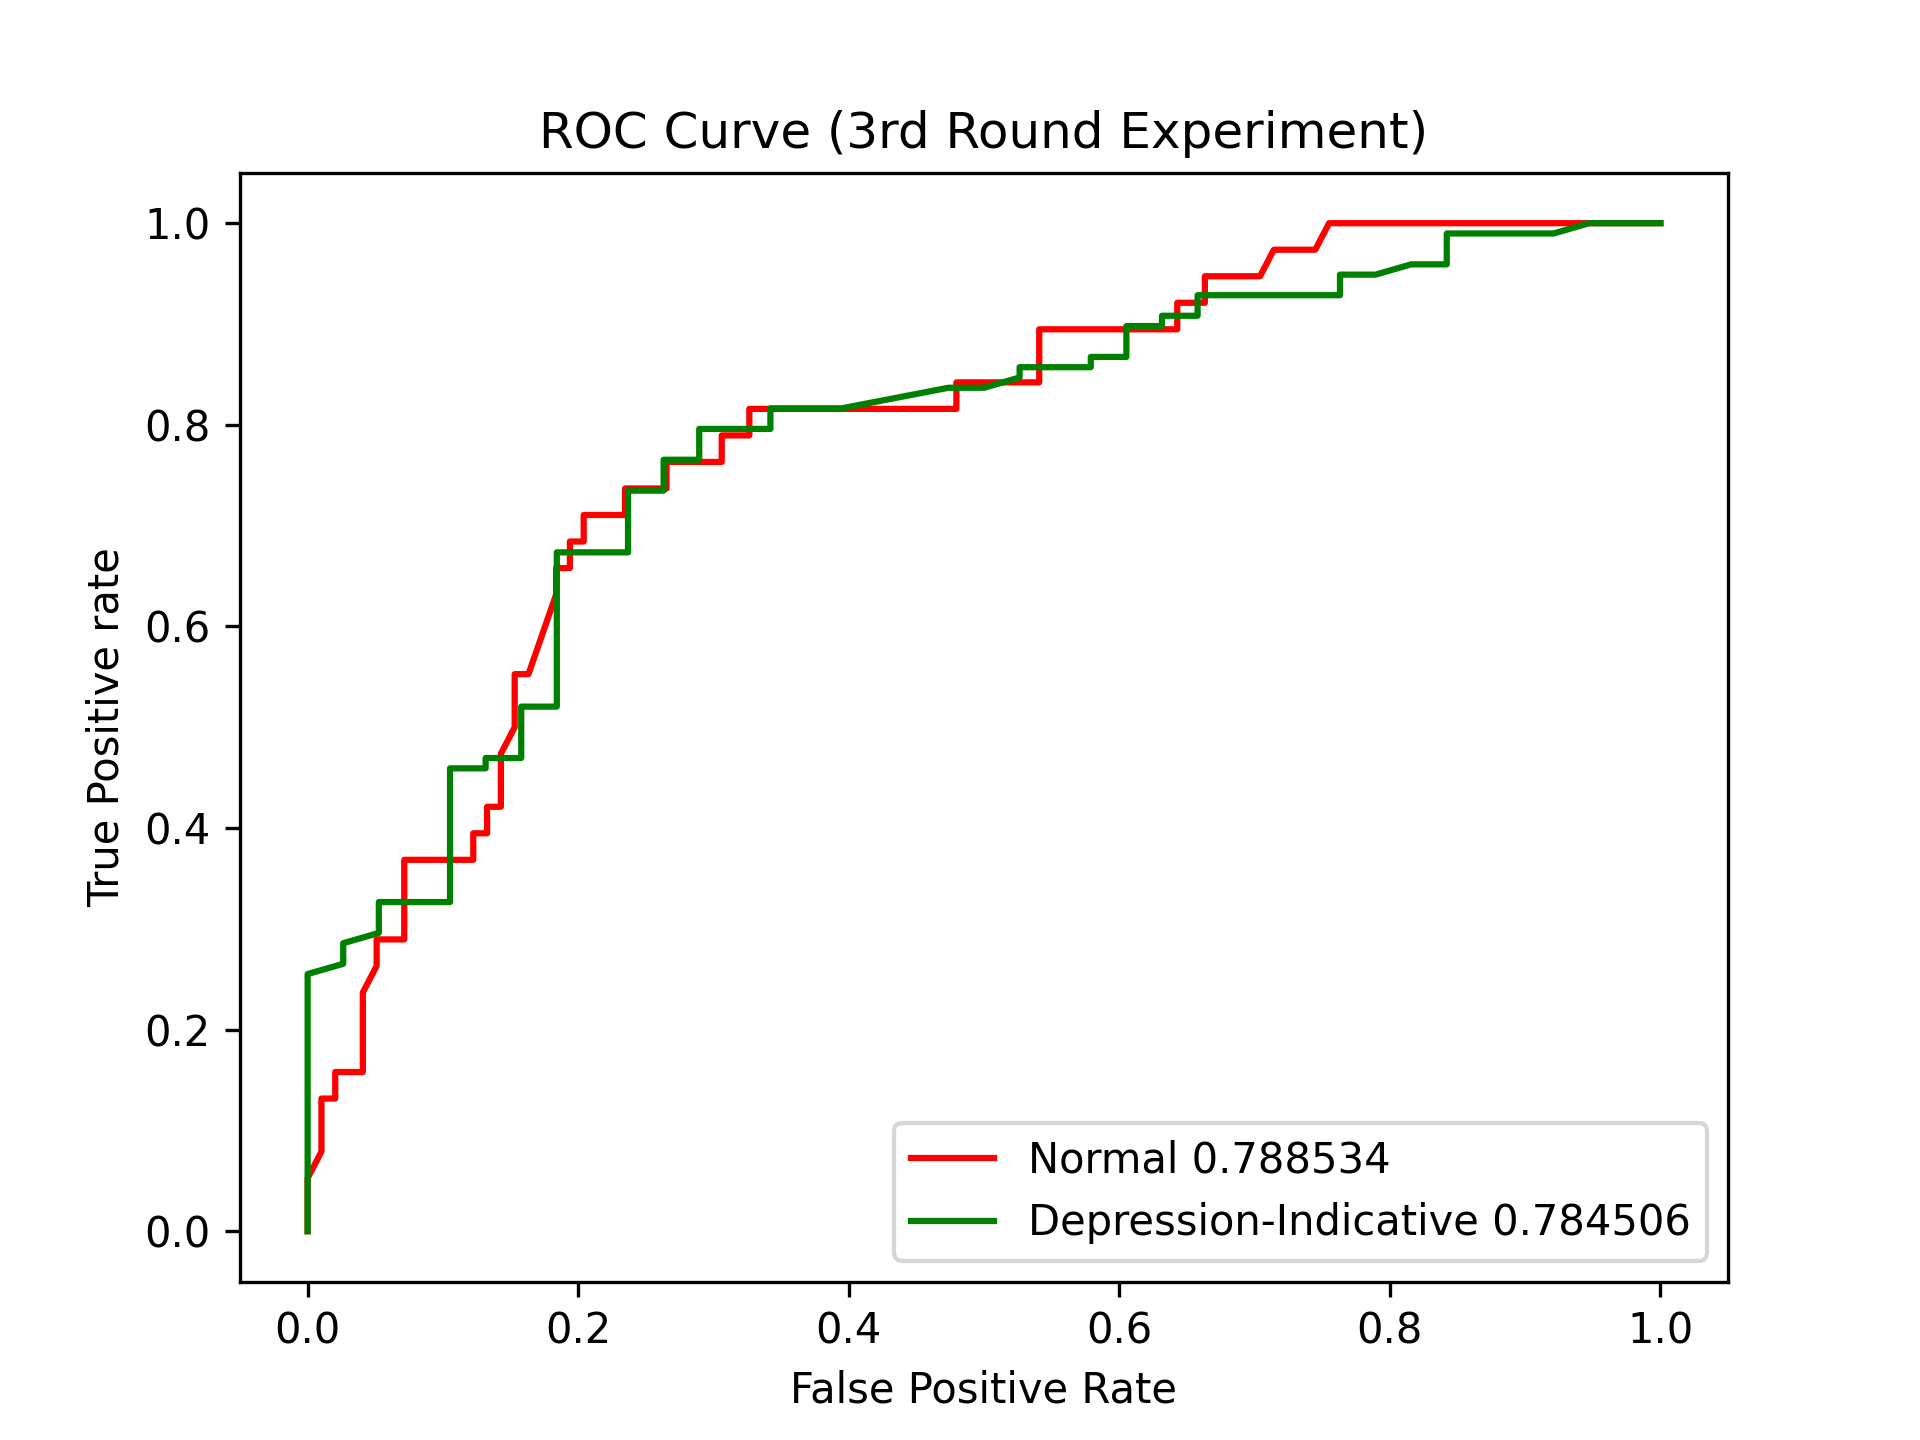 ROC Curve (3rd Round Experiment)
True Positive rate
1.0
0.8
0.6
0.4
0.2
0.0
Normal 0.788534
Depression-Indicative 0.784506
0.0 0.2 0.4 0.6 0.8 1.0
False Positive Rate